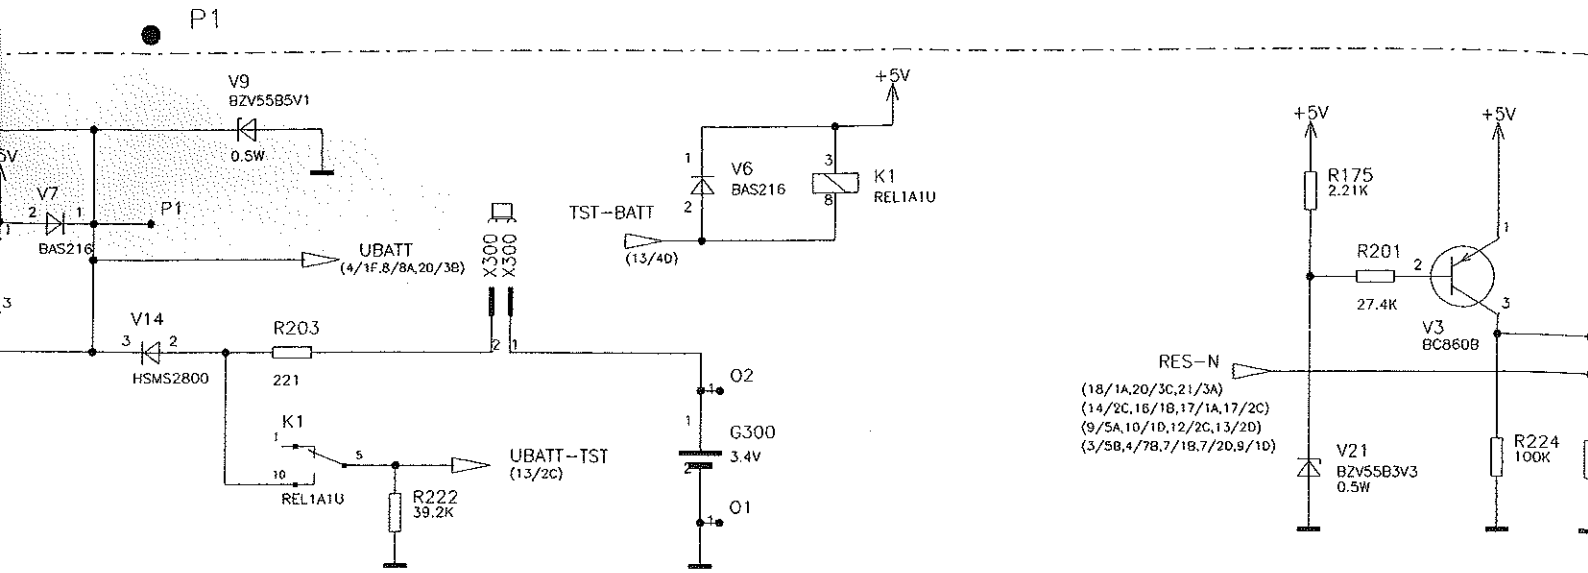 P1
V9
BZV55B5V1
0.5W
5V
V7
2
1
BAS216
P1
UBATT
(4/1F,8/8A,20/3B)
3
V14
3
2
HSMS2800
R203
221
X300
X300
2
1
K1
1
10
5
REL1A1U
UBATT-TST
(13/2C)
R222
39.2K
+5V
1
V6
BAS216
2
3
K1
REL1A1U
8
TST-BATT
(13/4D)
1
O2
1
G300
3.4V
2
1
O1
+5V
+5V
R175
2.21K
R201
27.4K
2
1
3
V3
BC860B
RES-N
(18/1A,20/3C,21/3A)
(14/2C,16/1B,17/1A,17/2C)
(9/5A,10/1D,12/2C,13/2D)
(3/5B,4/7B,7/1B,7/2D,9/1D)
V21
BZV55B3V3
0.5W
R224
100K